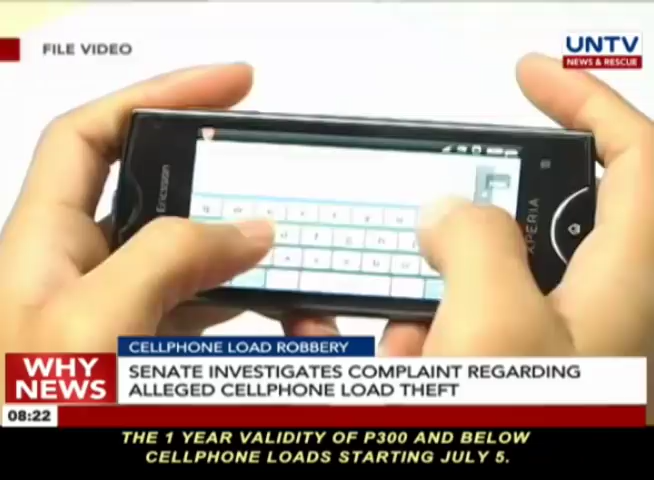 FILE VIDEO
UNTV
NEWS & RESCUE
Ericsson
XPERIA
CELLPHONE LOAD ROBBERY
WHY NEWS
SENATE INVESTIGATES COMPLAINT REGARDING
ALLEGED CELLPHONE LOAD THEFT
08:22
THE 1 YEAR VALIDITY OF P300 AND BELOW
CELLPHONE LOADS STARTING JULY 5.